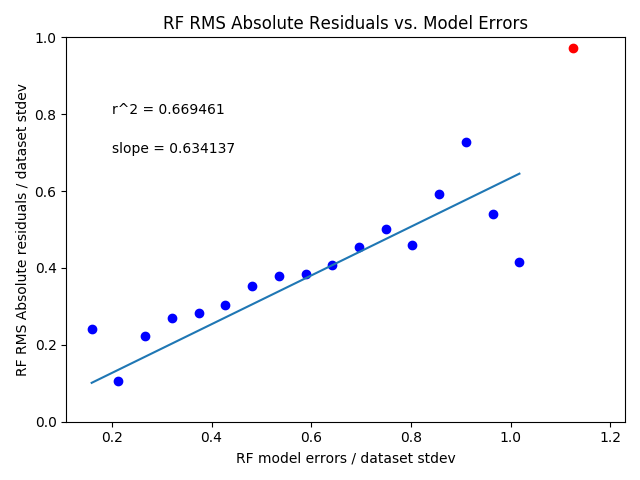 RF RMS Absolute Residuals vs. Model Errors
1.0
0.8
0.6
0.4
0.2
0.0
RF RMS Absolute residuals / dataset stdev
r^2 = 0.669461
slope = 0.634137
0.2 0.4 0.6 0.8 1.0 1.2
RF model errors / dataset stdev